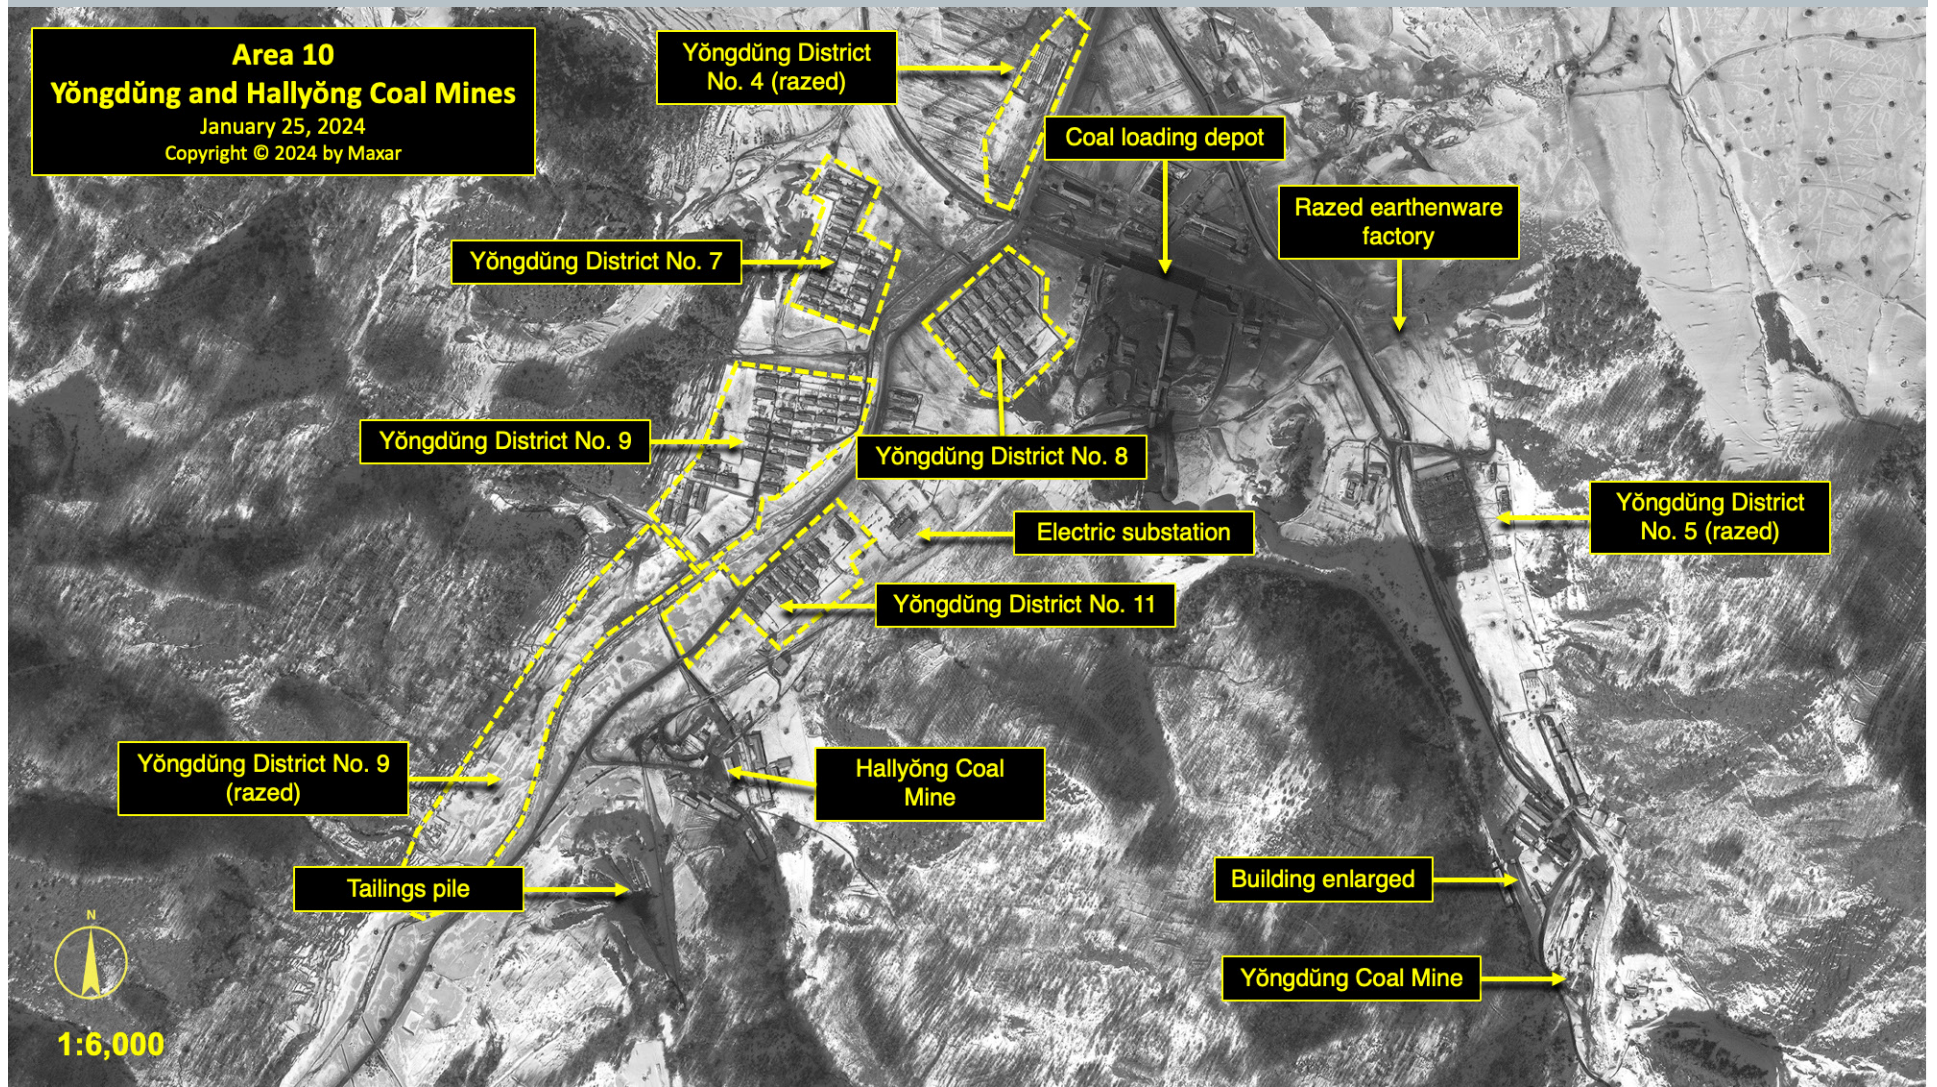 Area 10
Yŏngdŭng and Hallyŏng Coal Mines
January 25, 2024
Copyright © 2024 by Maxar
Yŏngdŭng District
No. 4 (razed)
Coal loading depot
Razed earthenware
factory
Yŏngdŭng District No. 7
Yŏngdŭng District No. 9
Yŏngdŭng District No. 8
Yŏngdŭng District
No. 5 (razed)
Electric substation
Yŏngdŭng District No. 11
Yŏngdŭng District No. 9
(razed)
Hallyŏng Coal
Mine
Tailings pile
Building enlarged
Yŏngdŭng Coal Mine
N
1:6,000